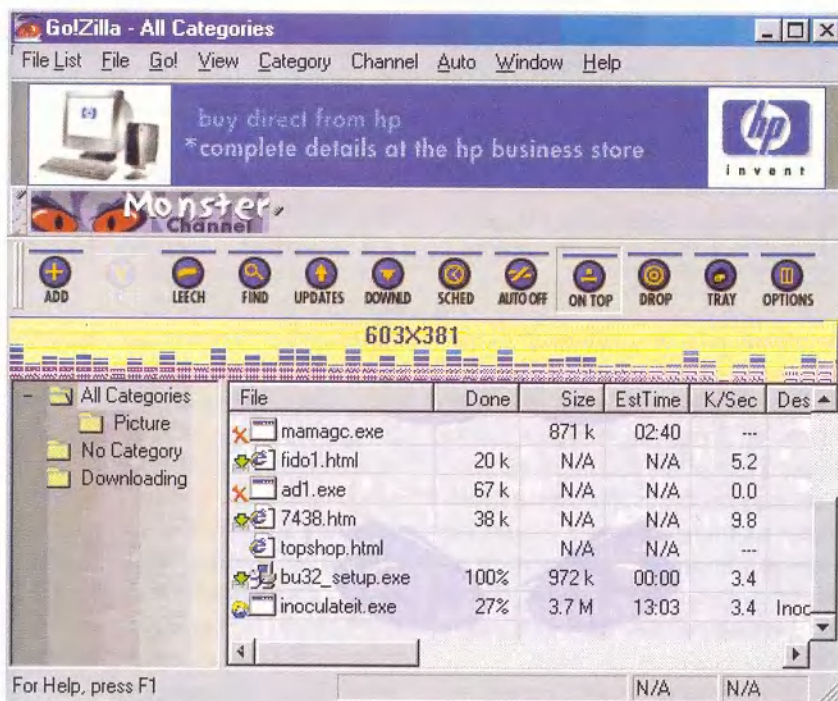 Go!Zilla - All Categories
File List File Go! View Category Channel Auto Window Help
buy direct from hp
*complete details at the hp business store
hp
invent
Monster
Channel
ADD LEECH FIND UPDATES DOWNLD SCHED AUTO OFF ON TOP DROP TRAY OPTIONS
603X381
- All Categories
Picture
No Category
Downloading
File Done Size EstTime K/Sec Des
mamagc.exe 871 k 02:40 ---
fido1.html 20 k N/A N/A 5.2
ad1.exe 67 k N/A N/A 0.0
7438.htm 38 k N/A N/A 9.8
topshop.html N/A N/A ---
bu32_setup.exe 100% 972 k 00:00 3.4
inoculateit.exe 27% 3.7 M 13:03 3.4 Inoc
For Help, press F1 N/A N/A